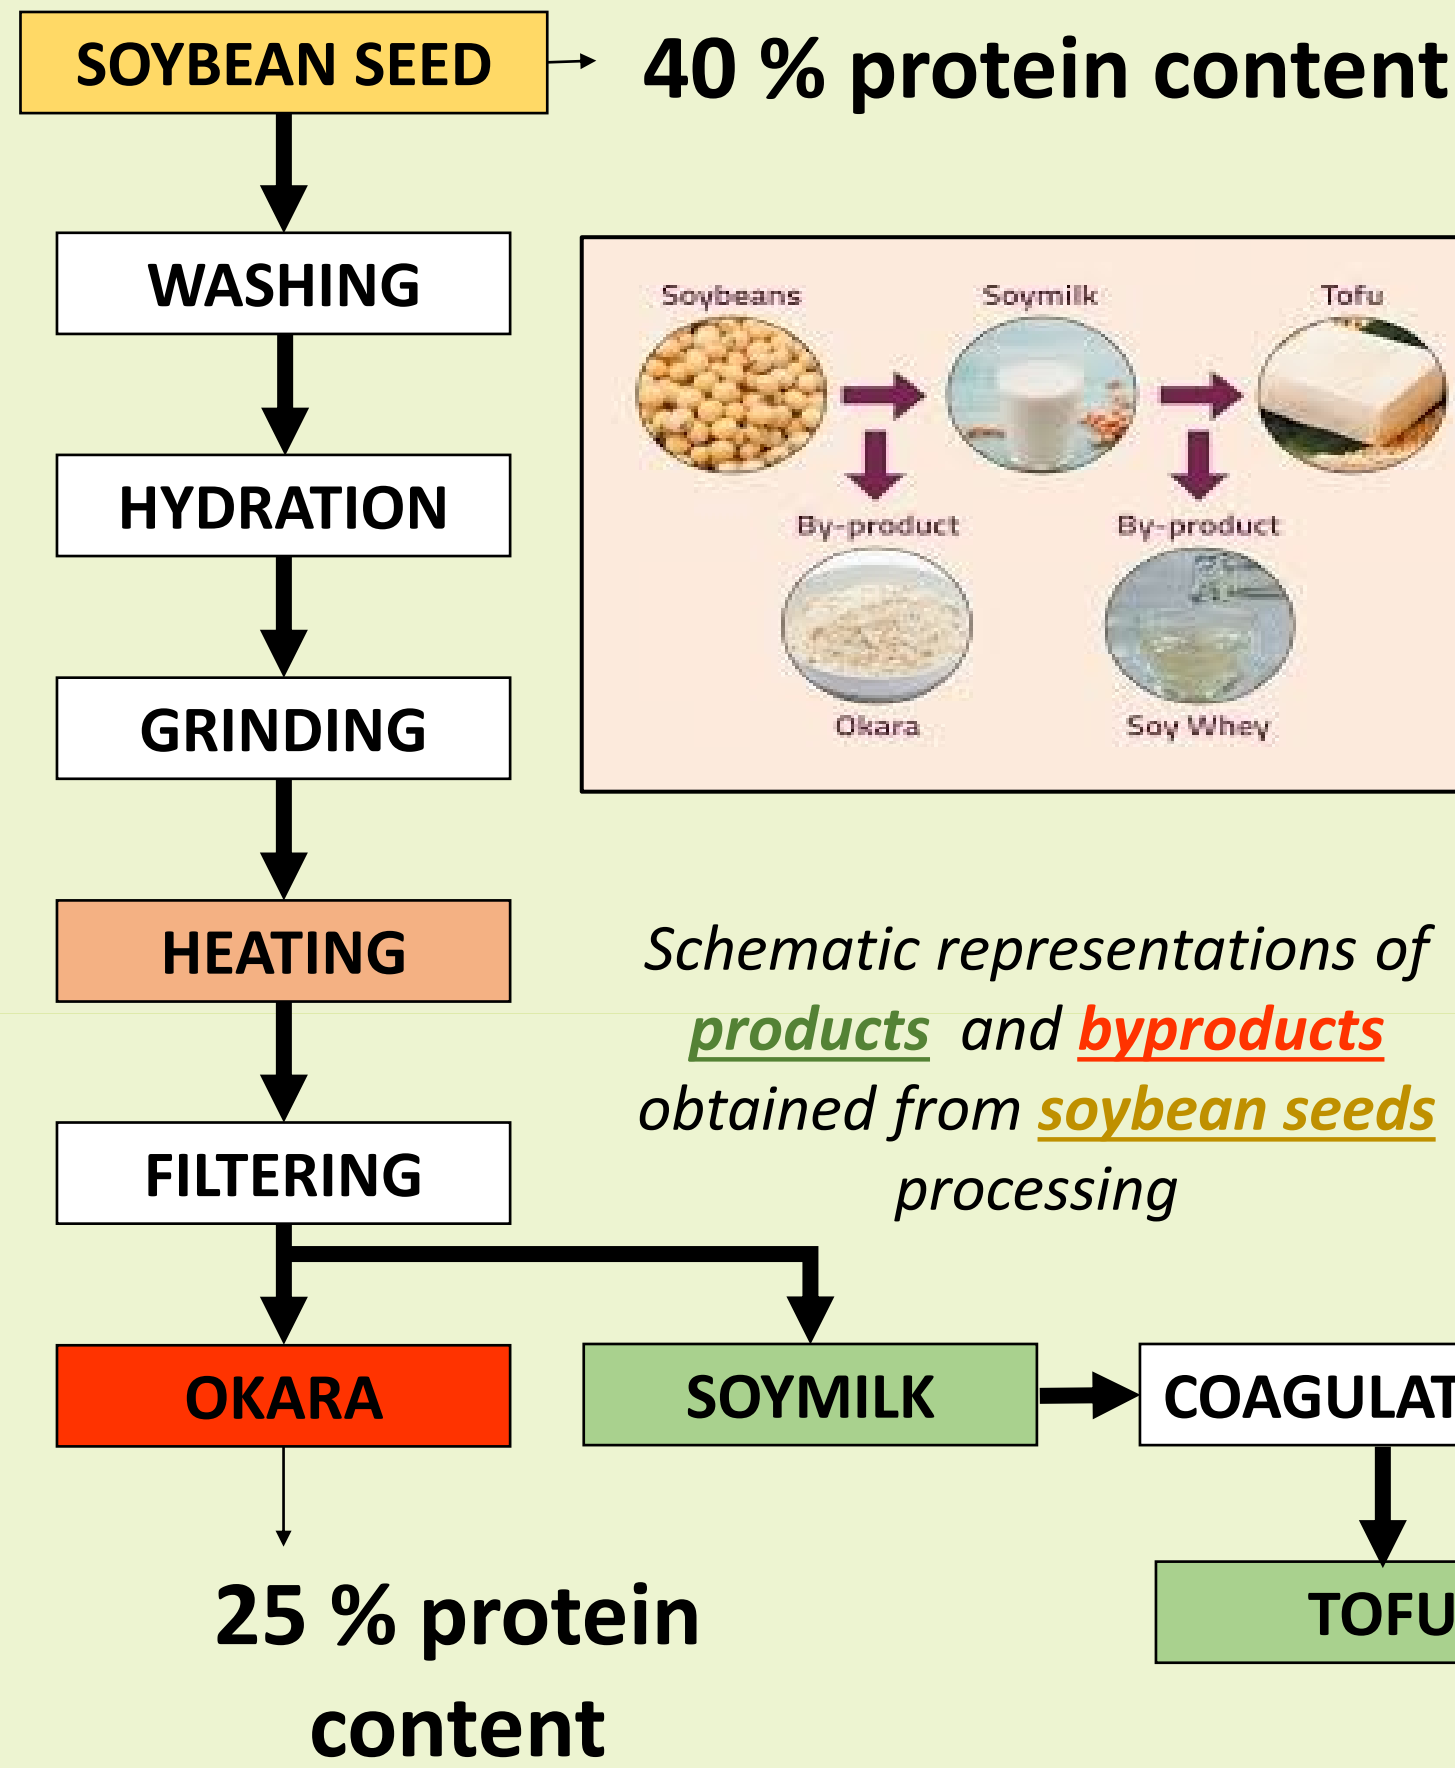 SOYBEAN SEED
40 % protein content
WASHING
HYDRATION
GRINDING
HEATING
FILTERING
Soybeans
Soymilk
Tofu
By-product
By-product
Okara
Soy Whey
Schematic representations of
products and byproducts
obtained from soybean seeds
processing
OKARA
SOYMILK
COAGULAT
TOFU
25 % protein
content